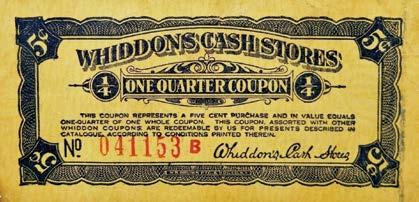 5¢ 5¢
WHIDDONS CASH STORES
1/4 ONE QUARTER COUPON 1/4
THIS COUPON REPRESENTS A FIVE CENT PURCHASE AND IN VALUE EQUALS
ONE-QUARTER OF ONE WHOLE COUPON. THIS COUPON, ASSORTED WITH OTHER
WHIDDON COUPONS ARE REDEEMABLE BY US FOR PRESENTS DESCRIBED IN
CATALOGUE, ACCORDING TO CONDITIONS PRINTED THEREIN.
No 041153 B Whiddon's Cash Stores
5¢ 5¢